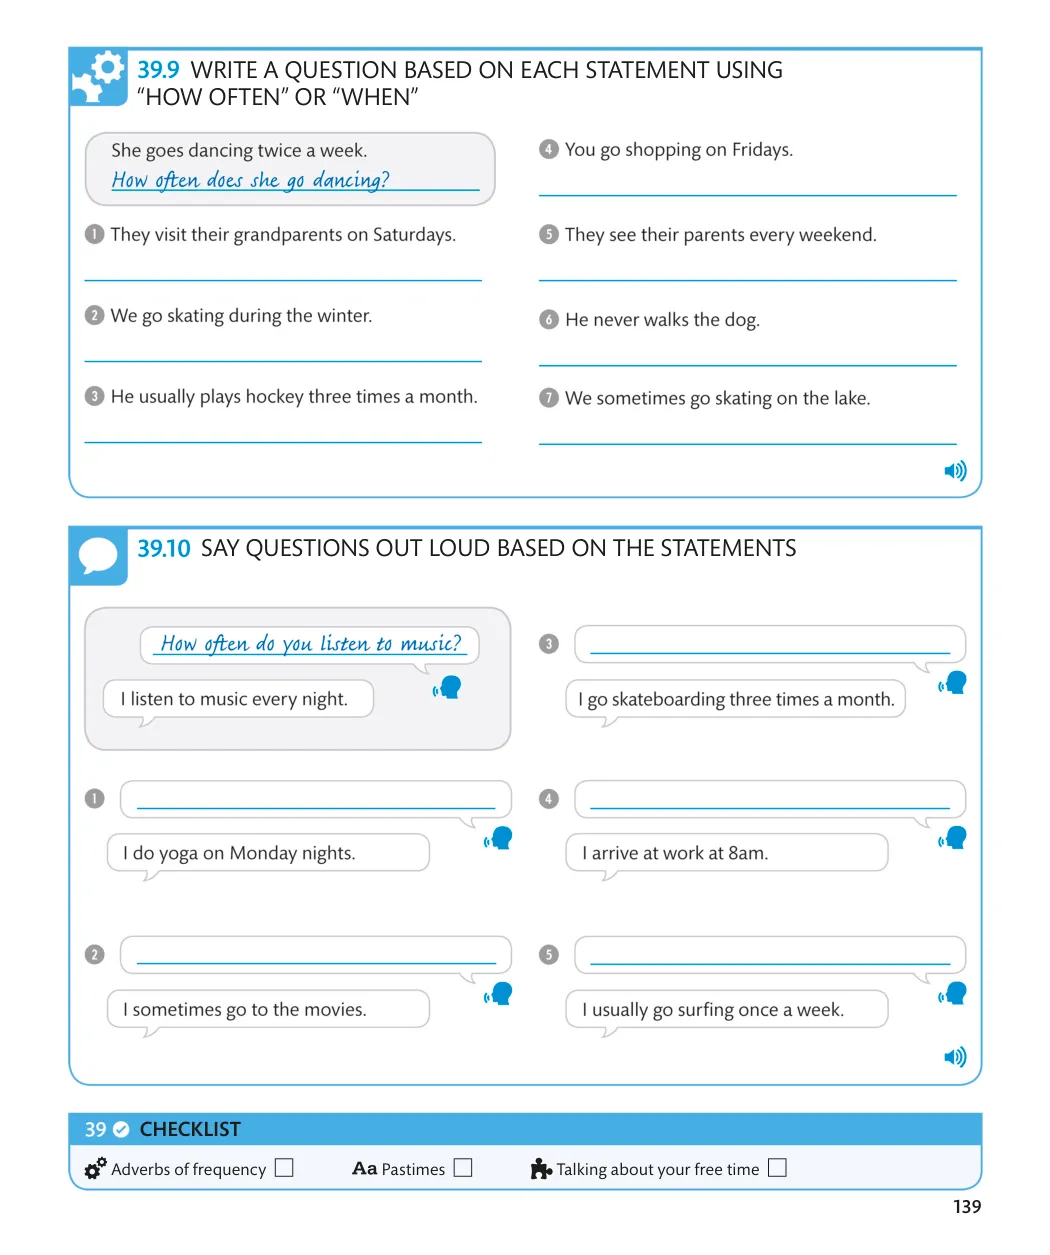 39.9 WRITE A QUESTION BASED ON EACH STATEMENT USING
“HOW OFTEN” OR “WHEN”
She goes dancing twice a week.
How often does she go dancing?
1 They visit their grandparents on Saturdays.
2 We go skating during the winter.
3 He usually plays hockey three times a month.
4 You go shopping on Fridays.
5 They see their parents every weekend.
6 He never walks the dog.
7 We sometimes go skating on the lake.
39.10 SAY QUESTIONS OUT LOUD BASED ON THE STATEMENTS
How often do you listen to music?
I listen to music every night.
1
I do yoga on Monday nights.
2
I sometimes go to the movies.
3
I go skateboarding three times a month.
4
I arrive at work at 8am.
5
I usually go surfing once a week.
39 CHECKLIST
Adverbs of frequency
Aa Pastimes
Talking about your free time
139